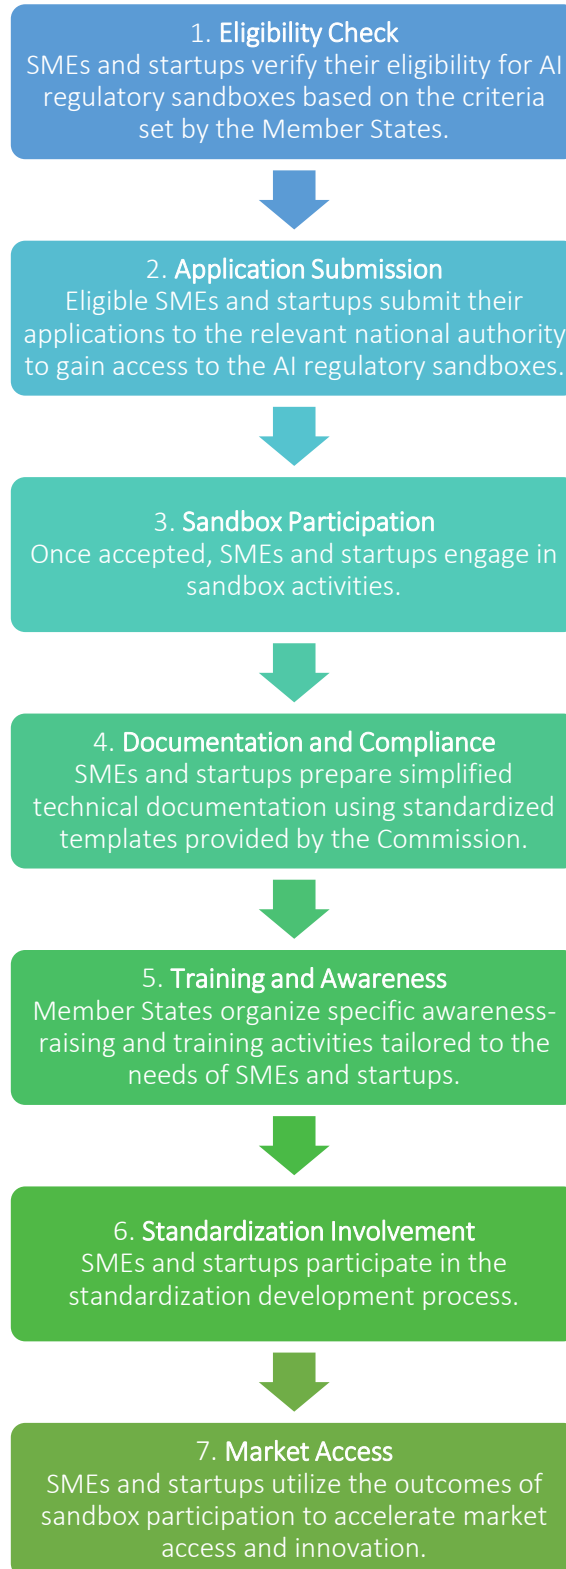 1. Eligibility Check
SMEs and startups verify their eligibility for AI
regulatory sandboxes based on the criteria
set by the Member States.
2. Application Submission
Eligible SMEs and startups submit their
applications to the relevant national authority
to gain access to the AI regulatory sandboxes.
3. Sandbox Participation
Once accepted, SMEs and startups engage in
sandbox activities.
4. Documentation and Compliance
SMEs and startups prepare simplified
technical documentation using standardized
templates provided by the Commission.
5. Training and Awareness
Member States organize specific awareness-
raising and training activities tailored to the
needs of SMEs and startups.
6. Standardization Involvement
SMEs and startups participate in the
standardization development process.
7. Market Access
SMEs and startups utilize the outcomes of
sandbox participation to accelerate market
access and innovation.